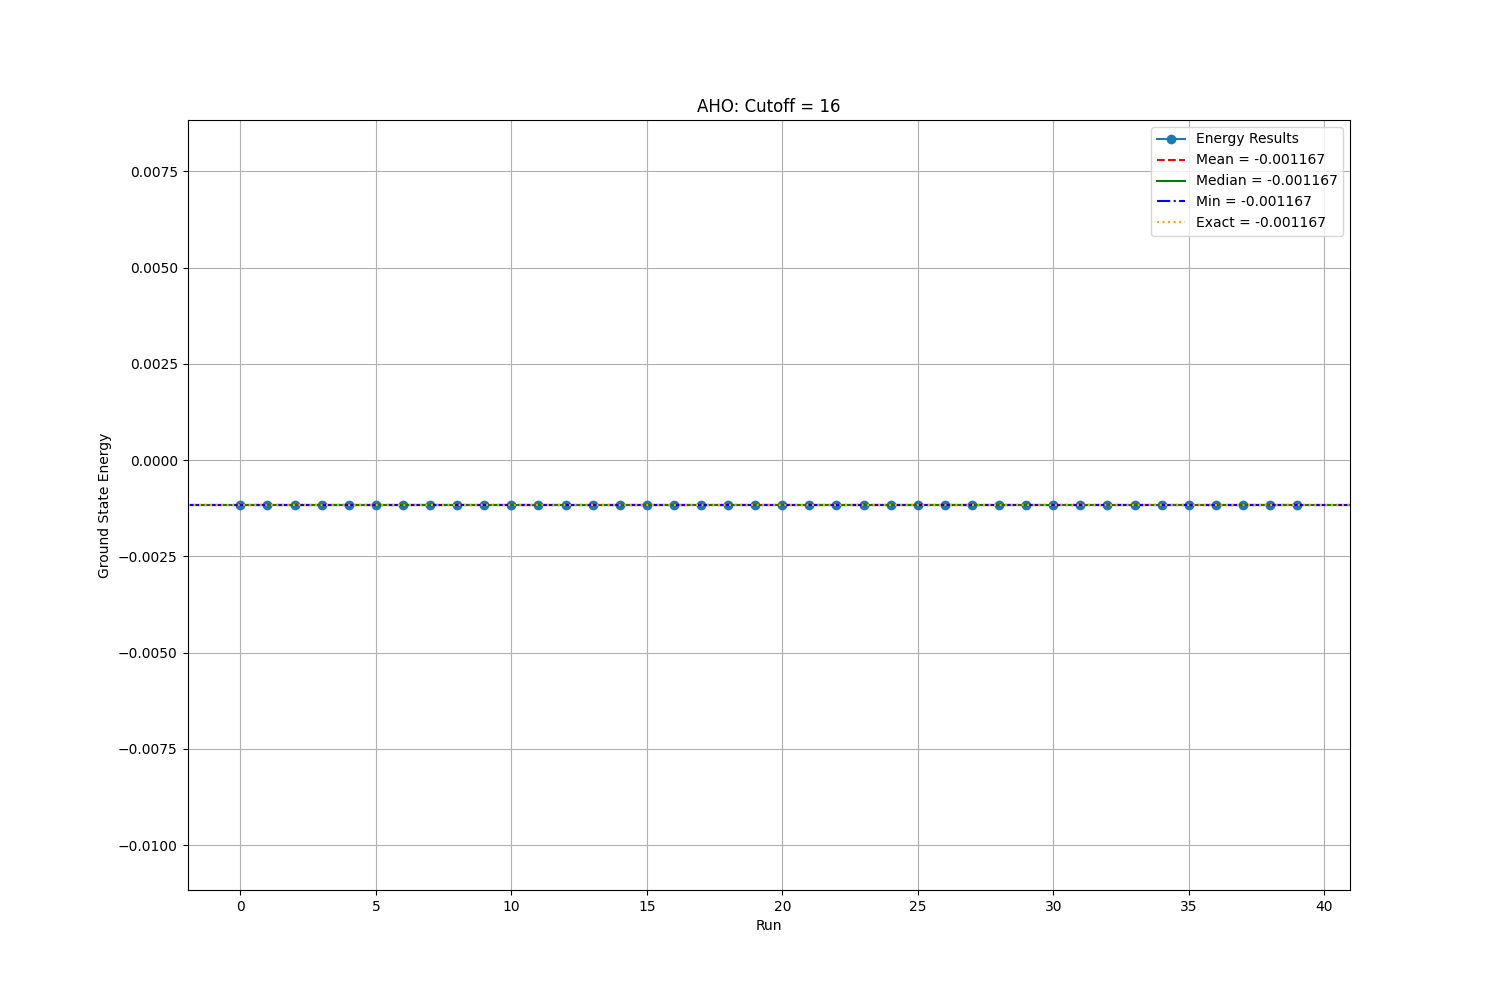 AHO: Cutoff = 16
Energy Results
Mean = -0.001167
Median = -0.001167
Min = -0.001167
Exact = -0.001167
0.0075
0.0050
0.0025
0.0000
−0.0025
−0.0050
−0.0075
−0.0100
Ground State Energy
0 5 10 15 20 25 30 35 40
Run